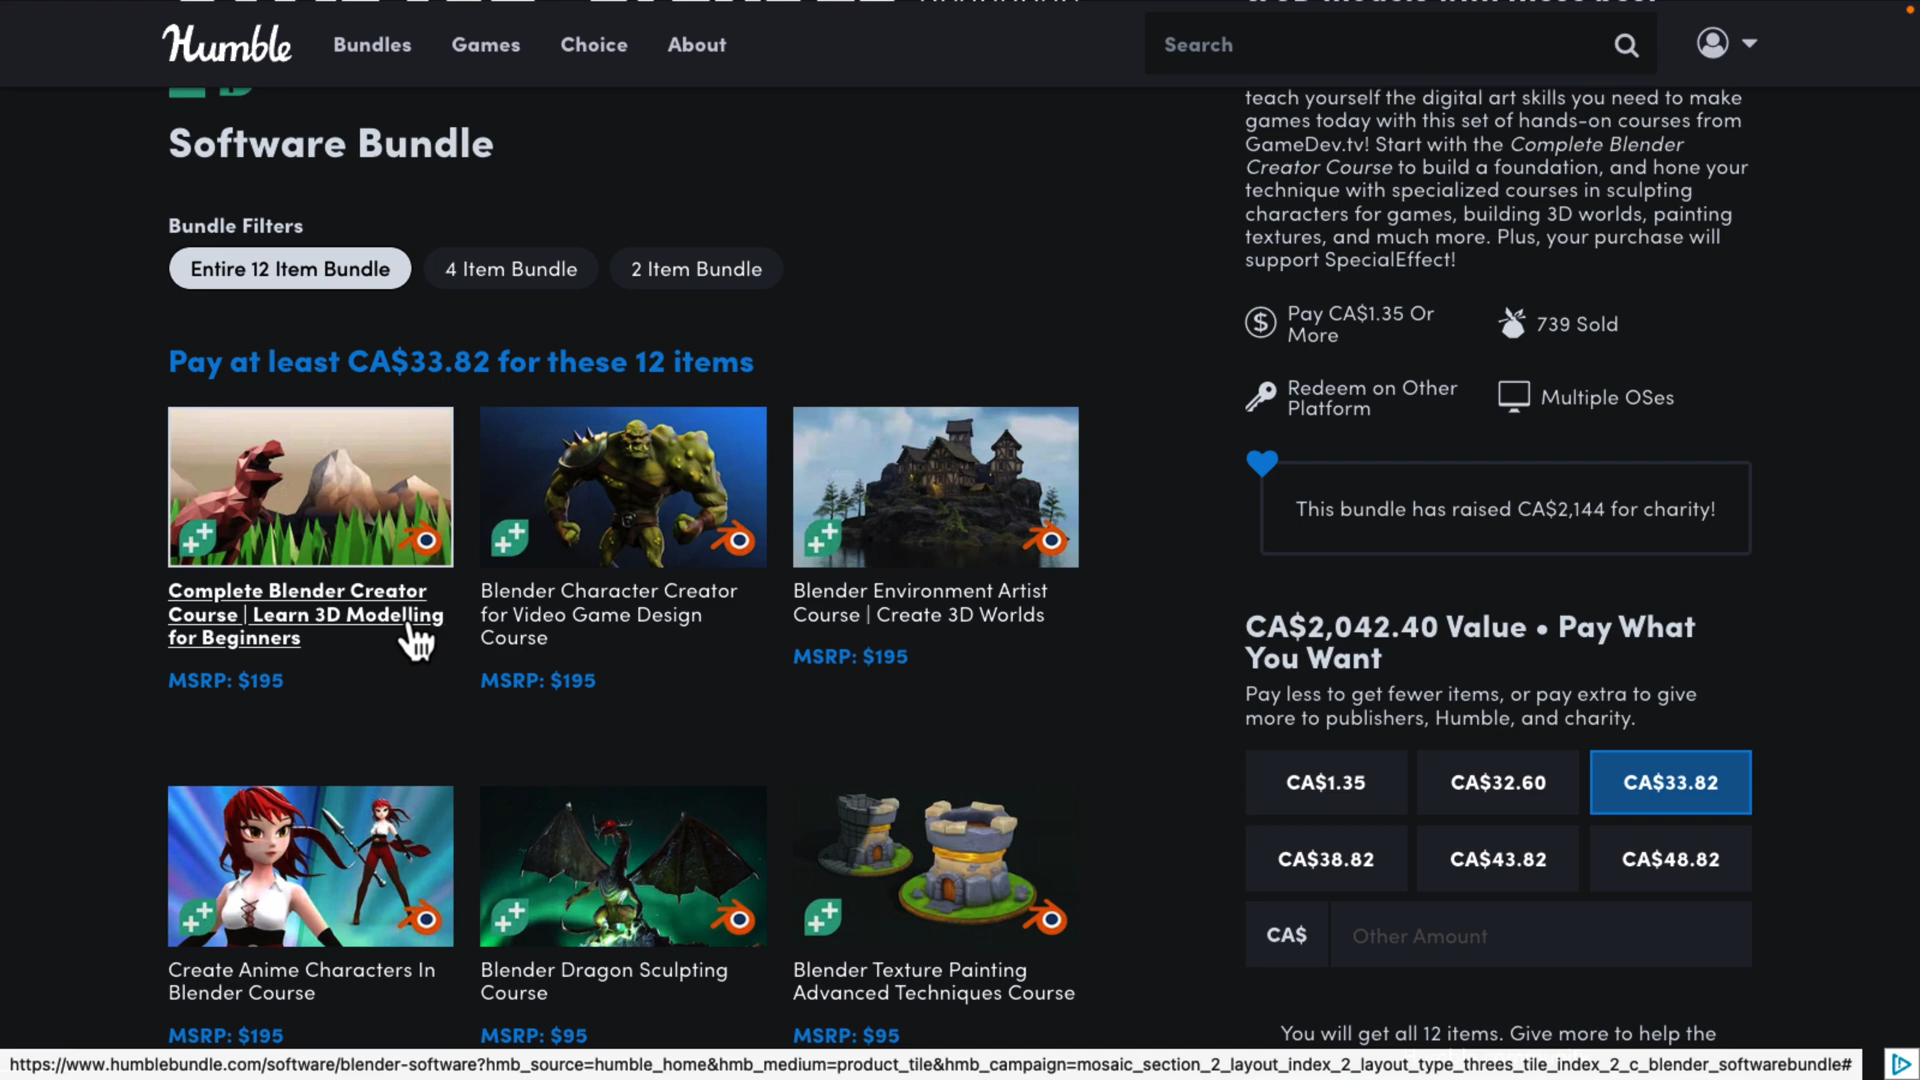 Humble
Bundles
Games
Choice
About
Search
Software Bundle
Bundle Filters
Entire 12 Item Bundle
4 Item Bundle
2 Item Bundle
Pay at least CA$33.82 for these 12 items
Complete Blender Creator
Course | Learn 3D Modelling
for Beginners
MSRP: $195
Blender Character Creator
for Video Game Design
Course
MSRP: $195
Blender Environment Artist
Course | Create 3D Worlds
MSRP: $195
Create Anime Characters In
Blender Course
MSRP: $195
Blender Dragon Sculpting
Course
MSRP: $95
Blender Texture Painting
Advanced Techniques Course
MSRP: $95
teach yourself the digital art skills you need to make
games today with this set of hands-on courses from
GameDev.tv! Start with the Complete Blender
Creator Course to build a foundation, and hone your
technique with specialized courses in sculpting
characters for games, building 3D worlds, painting
textures, and much more. Plus, your purchase will
support SpecialEffect!
Pay CA$1.35 Or
More
739 Sold
Redeem on Other
Platform
Multiple OSes
This bundle has raised CA$2,144 for charity!
CA$2,042.40 Value • Pay What
You Want
Pay less to get fewer items, or pay extra to give
more to publishers, Humble, and charity.
CA$1.35
CA$32.60
CA$33.82
CA$38.82
CA$43.82
CA$48.82
CA$
Other Amount
You will get all 12 items. Give more to help the
https://www.humblebundle.com/software/blender-software?hmb_source=humble_home&hmb_medium=product_tile&hmb_campaign=mosaic_section_2_layout_index_2_layout_type_threes_tile_index_2_c_blender_softwarebundle#